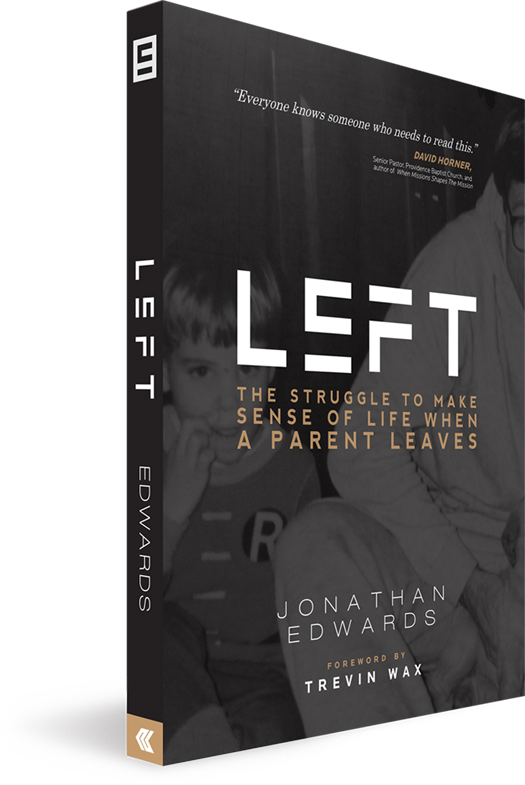 “Everyone knows someone who needs to read this.”
DAVID HORNER,
Senior Pastor, Providence Baptist Church, and
author of When Missions Shapes The Mission
LEFT
THE STRUGGLE TO MAKE
SENSE OF LIFE WHEN
A PARENT LEAVES
R
JONATHAN
EDWARDS
FOREWORD BY
TREVIN WAX
LEFT
EDWARDS